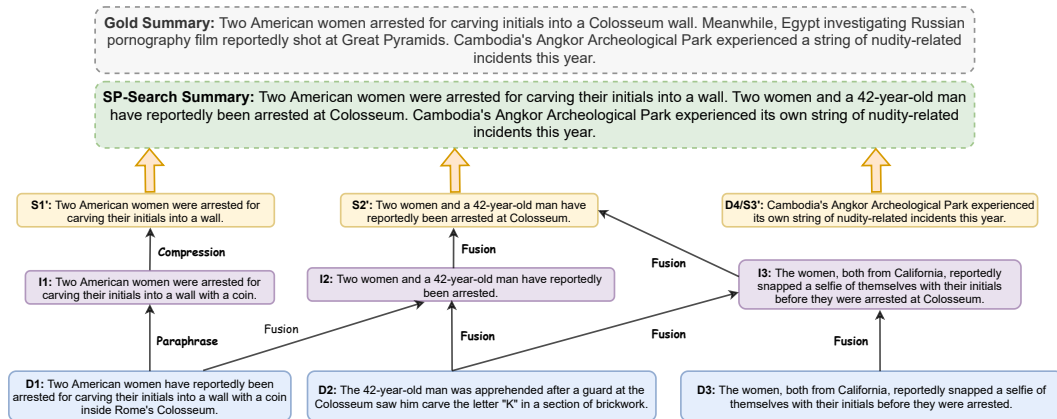 Gold Summary: Two American women arrested for carving initials into a Colosseum wall. Meanwhile, Egypt investigating Russian
pornography film reportedly shot at Great Pyramids. Cambodia's Angkor Archeological Park experienced a string of nudity-related
incidents this year.
SP-Search Summary: Two American women were arrested for carving their initials into a wall. Two women and a 42-year-old man
have reportedly been arrested at Colosseum. Cambodia's Angkor Archeological Park experienced its own string of nudity-related
incidents this year.
S1': Two American women were arrested for
carving their initials into a wall.
S2': Two women and a 42-year-old man have
reportedly been arrested at Colosseum.
D4/S3': Cambodia's Angkor Archeological Park experienced
its own string of nudity-related incidents this year.
Compression
Fusion
Fusion
I1: Two American women were arrested for
carving their initials into a wall with a coin.
I2: Two women and a 42-year-old man have reportedly
been arrested.
I3: The women, both from California, reportedly
snapped a selfie of themselves with their initials
before they were arrested at Colosseum.
Paraphrase
Fusion
Fusion
Fusion
Fusion
D1: Two American women have reportedly been
arrested for carving their initials into a wall with a coin
inside Rome's Colosseum.
D2: The 42-year-old man was apprehended after a guard at the
Colosseum saw him carve the letter "K" in a section of brickwork.
D3: The women, both from California, reportedly snapped a selfie of
themselves with their initials before they were arrested.